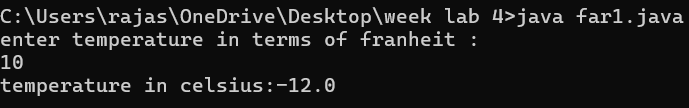 C:\Users\rajas\OneDrive\Desktop\week lab 4>java far1.java
enter temperature in terms of franheit :
10
temperature in celsius:-12.0